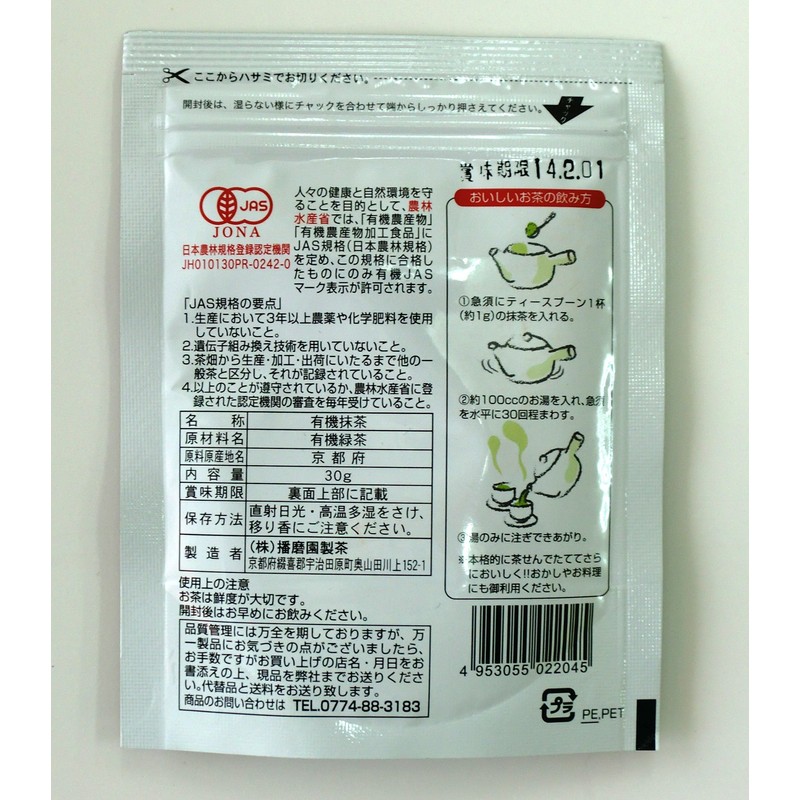 ここからハサミでお切りください。
開封後は、湿らない様にチャックを合わせて端からしっかり押さえてください。
チャック
賞味期限 14.2.01
JAS
JONA
日本農林規格登録認定機関
JH010130PR-0242-0
人々の健康と自然環境を守
ることを目的として、農林
水産省では、「有機農産物」
「有機農産物加工食品」に
JAS規格(日本農林規格)
を定め、この規格に合格し
たものにのみ有機JAS
マーク表示が許可されます。
「JAS規格の要点」
1.生産において3年以上農薬や化学肥料を使用
していないこと。
2.遺伝子組み換え技術を用いていないこと。
3.茶畑から生産・加工・出荷にいたるまで他の一
般茶と区分し、それが記録されていること。
4.以上のことが遵守されているか、農林水産省に登
録された認定機関の審査を毎年受けていること。
名称 有機抹茶
原材料名 有機緑茶
原料原産地名 京都府
内容量 30g
賞味期限 裏面上部に記載
保存方法 直射日光・高温多湿をさけ、
移り香にご注意ください。
製造者 (株)播磨園製茶
京都府綴喜郡宇治田原町奥山田川上152-1
使用上の注意
お茶は鮮度が大切です。
開封後はお早めにお飲みください。
品質管理には万全を期しておりますが、万
一製品にお気づきの点がございましたら、
お手数ですがお買い上げの店名・月日をお
書添えの上、現品を弊社までお送りくださ
い。代替品と送料をお送り致します。
商品のお問い合わせは TEL.0774-88-3183
おいしいお茶の飲み方
①急須にティースプーン1杯
(約1g)の抹茶を入れる。
②約100ccのお湯を入れ、急須
を水平に30回程まわす。
③湯のみに注ぎできあがり。
※本格的に茶せんでたててさら
においしく!!おかしやお料理
にも御利用ください。
4 953055 022045
プラ
PE,PET